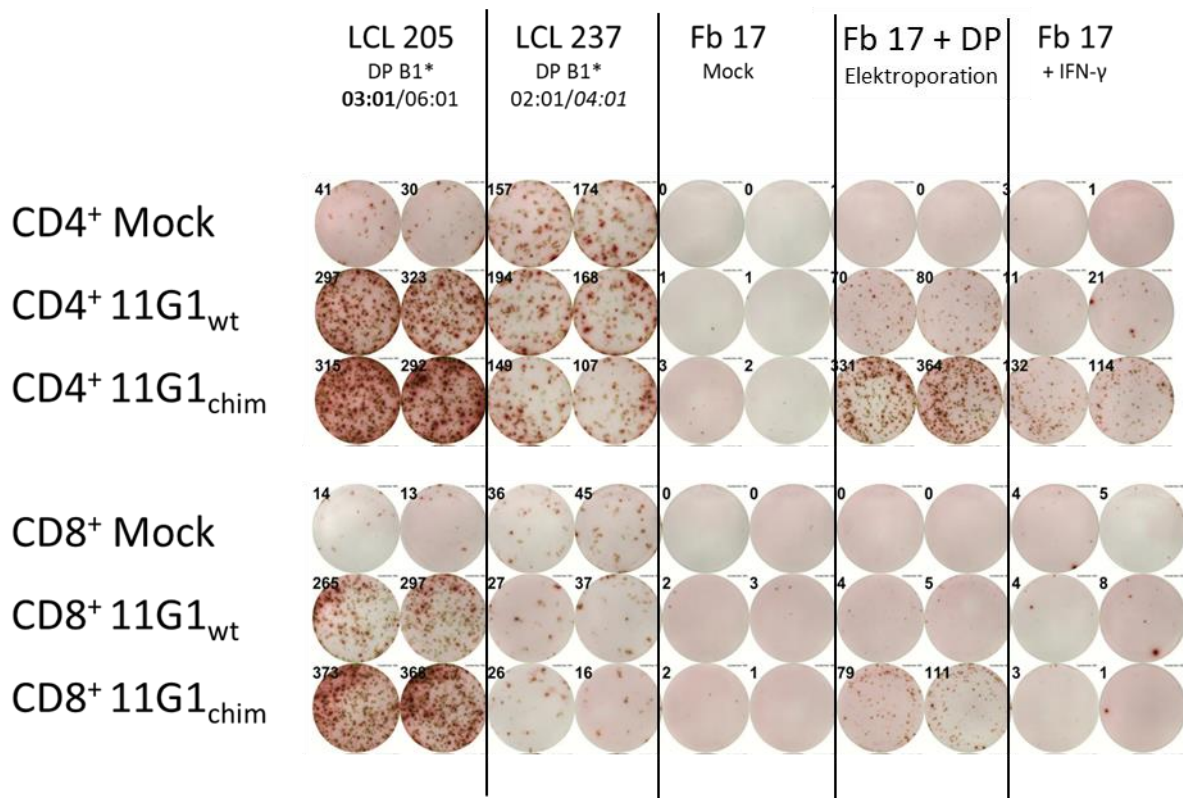 LCL 205 LCL 237 Fb 17 Fb 17 + DP Fb 17
DP B1* DP B1* Mock Elektroporation + IFN-γ
03:01/06:01 02:01/04:01
CD4+ Mock 41 30 157 174 0 0 1 0 3 1
CD4+ 11G1wt 297 323 194 168 1 1 70 80 11 21
CD4+ 11G1chim 315 292 149 107 3 2 331 364 132 114
CD8+ Mock 14 13 36 45 0 0 0 0 4 5
CD8+ 11G1wt 265 297 27 37 2 3 4 5 4 8
CD8+ 11G1chim 373 368 26 16 2 1 79 111 3 1